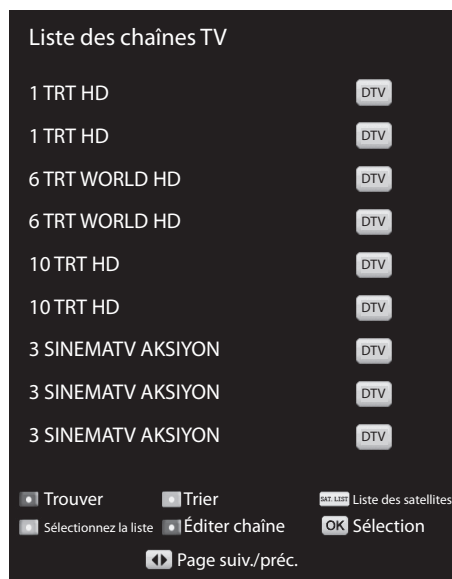 Liste des chaînes TV
1 TRT HD DTV
1 TRT HD DTV
6 TRT WORLD HD DTV
6 TRT WORLD HD DTV
10 TRT HD DTV
10 TRT HD DTV
3 SINEMATV AKSIYON DTV
3 SINEMATV AKSIYON DTV
3 SINEMATV AKSIYON DTV
Trouver Trier SAT. LIST Liste des satellites
Sélectionnez la liste Éditer chaîne OK Sélection
Page suiv./préc.